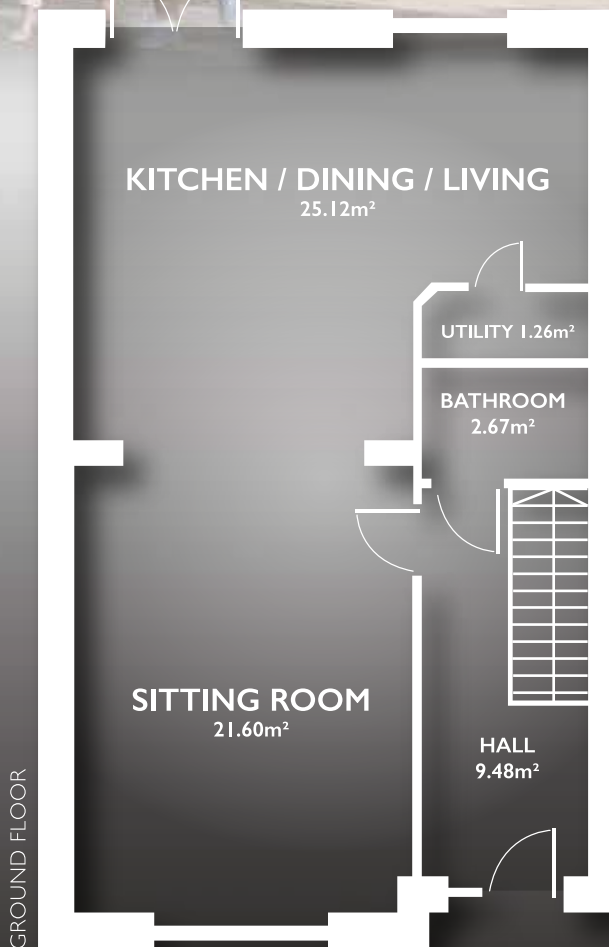 KITCHEN / DINING / LIVING
25.12m²
UTILITY 1.26m²
BATHROOM
2.67m²
SITTING ROOM
21.60m²
HALL
9.48m²
GROUND FLOOR